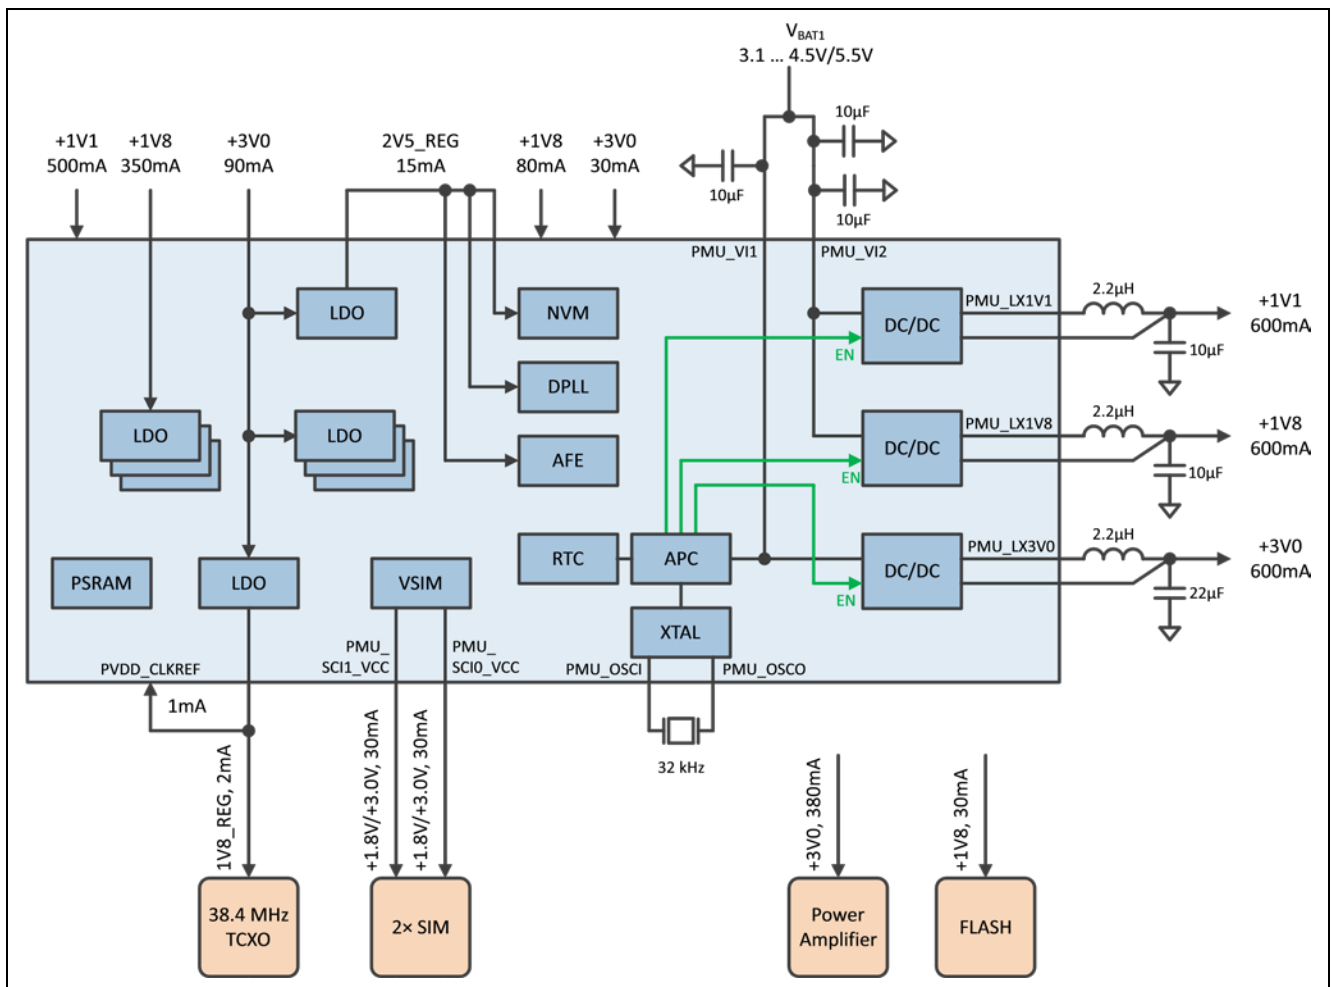 VBAT1
3.1 ... 4.5V/5.5V
10µF
10µF
10µF
+1V1
500mA
+1V8
350mA
+3V0
90mA
2V5_REG
15mA
+1V8
80mA
+3V0
30mA
PMU_VI1
PMU_VI2
LDO
NVM
DC/DC
EN
PMU_LX1V1
2.2µH
10µF
+1V1
600mA
DPLL
LDO
LDO
AFE
DC/DC
EN
PMU_LX1V8
2.2µH
10µF
+1V8
600mA
PSRAM
LDO
VSIM
RTC
APC
DC/DC
EN
PMU_LX3V0
2.2µH
22µF
+3V0
600mA
XTAL
PVDD_CLKREF
PMU_
SCI1_VCC
PMU_
SCI0_VCC
PMU_OSCI
PMU_OSCO
1mA
32 kHz
1V8_REG, 2mA
+1.8V/+3.0V, 30mA
+1.8V/+3.0V, 30mA
+3V0, 380mA
+1V8, 30mA
38.4 MHz
TCXO
2× SIM
Power
Amplifier
FLASH